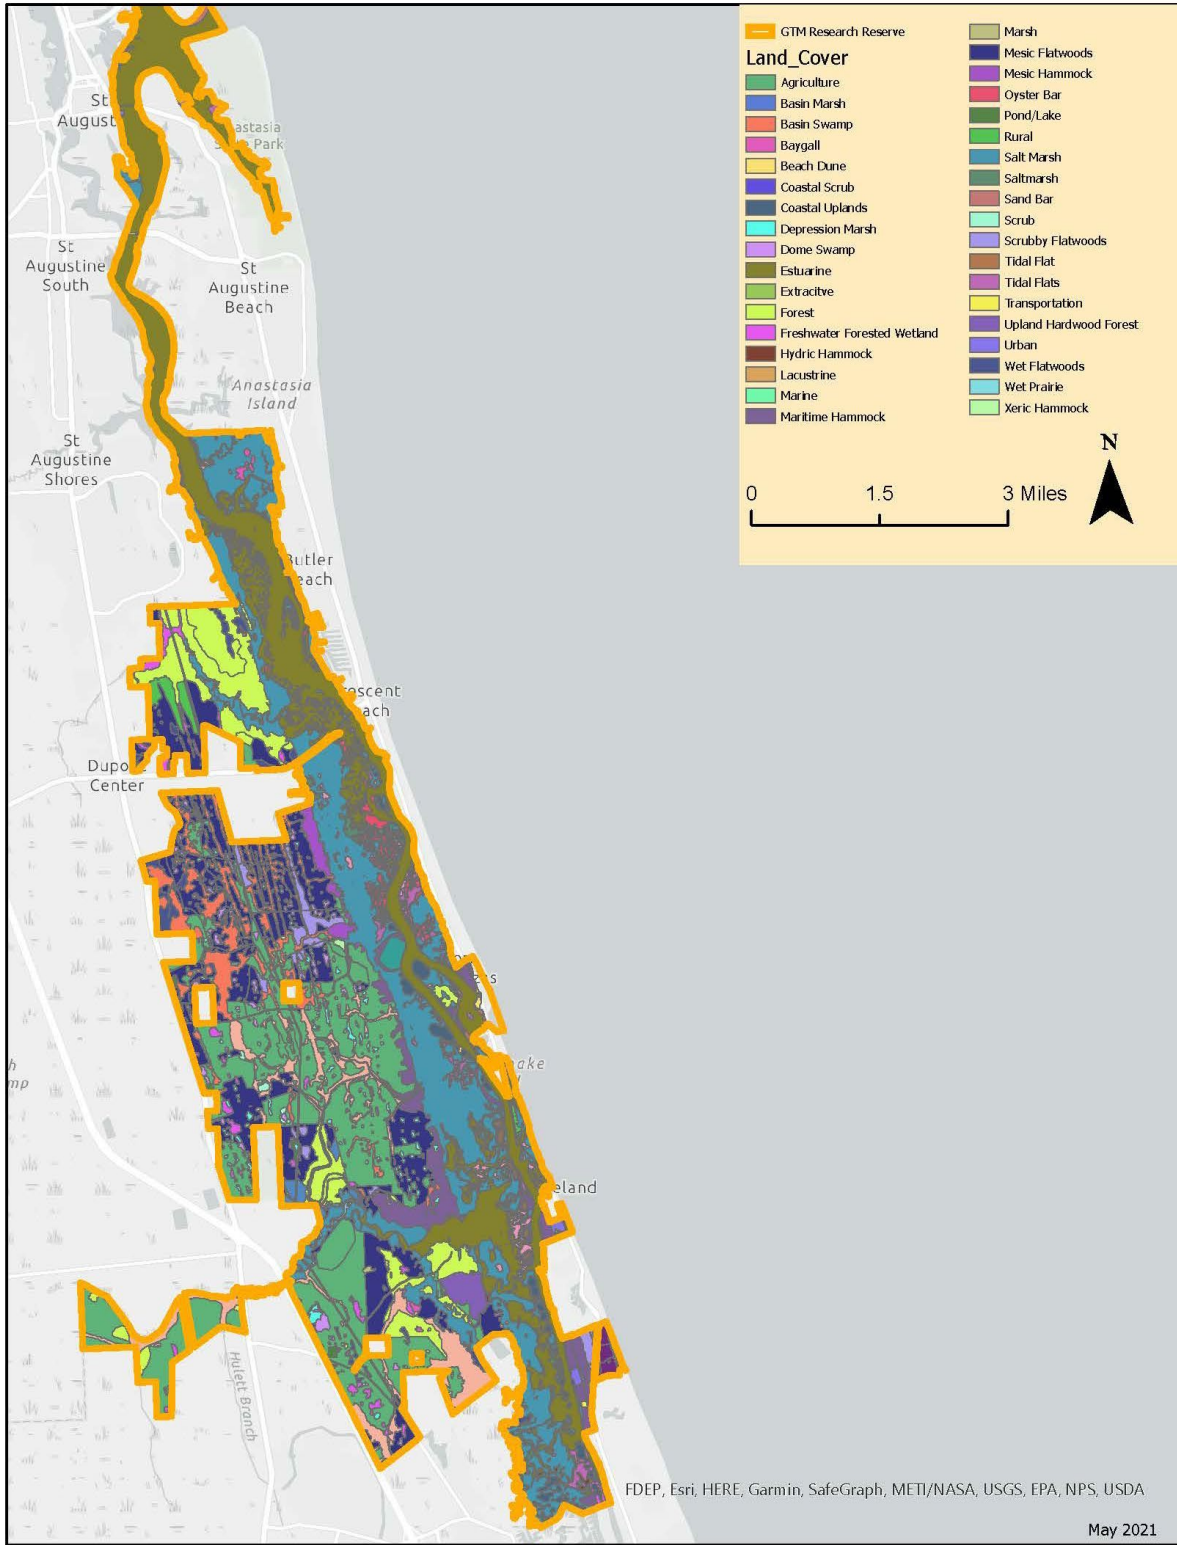 GTM Research Reserve
Land_Cover
Agriculture
Basin Marsh
Basin Swamp
Baygall
Beach Dune
Coastal Scrub
Coastal Uplands
Depression Marsh
Dome Swamp
Estuarine
Extracitve
Forest
Freshwater Forested Wetland
Hydric Hammock
Lacustrine
Marine
Maritime Hammock
Marsh
Mesic Flatwoods
Mesic Hammock
Oyster Bar
Pond/Lake
Rural
Salt Marsh
Saltmarsh
Sand Bar
Scrub
Scrubby Flatwoods
Tidal Flat
Tidal Flats
Transportation
Upland Hardwood Forest
Urban
Wet Flatwoods
Wet Prairie
Xeric Hammock
N
0 1.5 3 Miles
St
August
astasia
Park
St
Augustine
South
St
Augustine
Beach
Anastasia
Island
St
Augustine
Shores
Butler
each
escent
ach
Dupo
Center
h
mp
nake
eland
Hulett Branch
FDEP, Esri, HERE, Garmin, SafeGraph, METI/NASA, USGS, EPA, NPS, USDA
May 2021